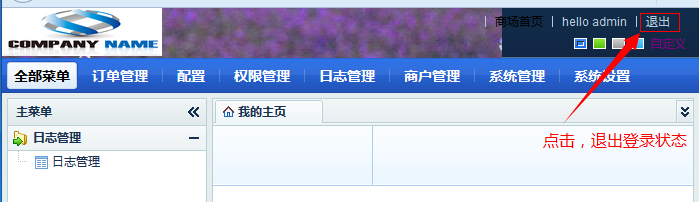 商场首页 | hello admin | 退出
COMPANY NAME
自定义
全部菜单 订单管理 配置 权限管理 日志管理 商户管理 系统管理 系统设置
主菜单
我的主页
日志管理
点击，退出登录状态
日志管理